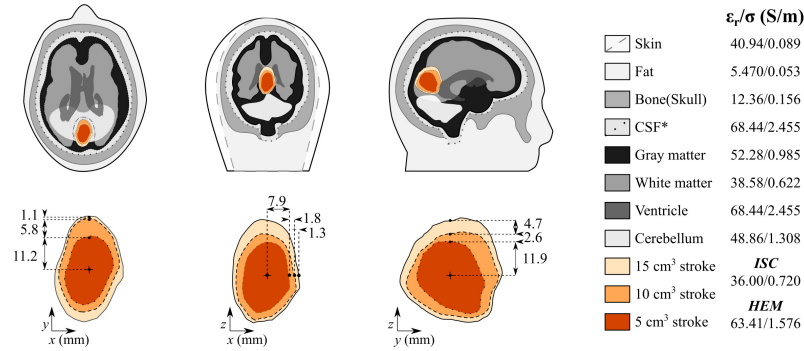 εr/σ (S/m)
Skin 40.94/0.089
Fat 5.470/0.053
Bone(Skull) 12.36/0.156
CSF* 68.44/2.455
Gray matter 52.28/0.985
White matter 38.58/0.622
Ventricle 68.44/2.455
Cerebellum 48.86/1.308
15 cm³ stroke ISC
36.00/0.720
10 cm³ stroke
HEM
5 cm³ stroke 63.41/1.576
1.1
5.8
11.2
y
x (mm)
7.9
1.8
1.3
z
x (mm)
4.7
2.6
11.9
z
y (mm)